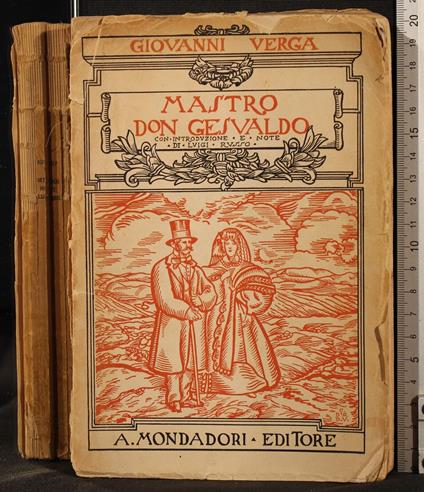 GIOVANNI VERGA
MASTRO
DON GESVALDO
CON·INTRODVZIONE·E·NOTE
·DI·LVIGI·RVSSO·
A. MONDADORI · EDITORE